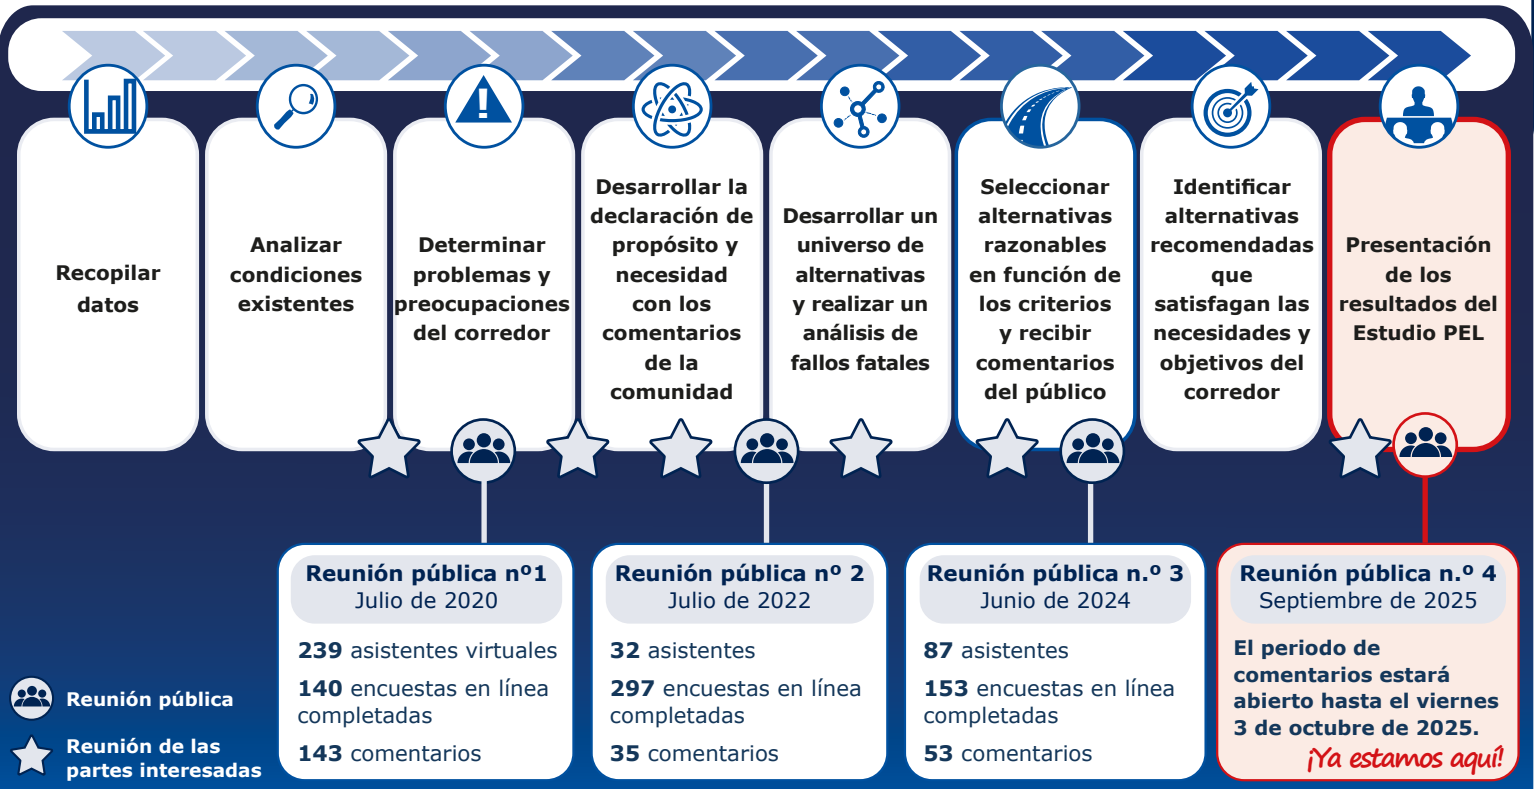 Recopilar
datos
Analizar
condiciones
existentes
Determinar
problemas y
preocupaciones
del corredor
Desarrollar la
declaración de
propósito y
necesidad
con los
comentarios
de la
comunidad
Desarrollar un
universo de
alternativas
y realizar un
análisis de
fallos fatales
Seleccionar
alternativas
razonables
en función de
los criterios
y recibir
comentarios
del público
Identificar
alternativas
recomendadas
que
satisfagan las
necesidades y
objetivos del
corredor
Presentación
de los
resultados del
Estudio PEL
Reunión pública nº1
Julio de 2020
239 asistentes virtuales
140 encuestas en línea
completadas
143 comentarios
Reunión pública nº 2
Julio de 2022
32 asistentes
297 encuestas en línea
completadas
35 comentarios
Reunión pública n.º 3
Junio de 2024
87 asistentes
153 encuestas en línea
completadas
53 comentarios
Reunión pública n.º 4
Septiembre de 2025
El periodo de
comentarios estará
abierto hasta el viernes
3 de octubre de 2025.
¡Ya estamos aquí!
Reunión pública
Reunión de las
partes interesadas